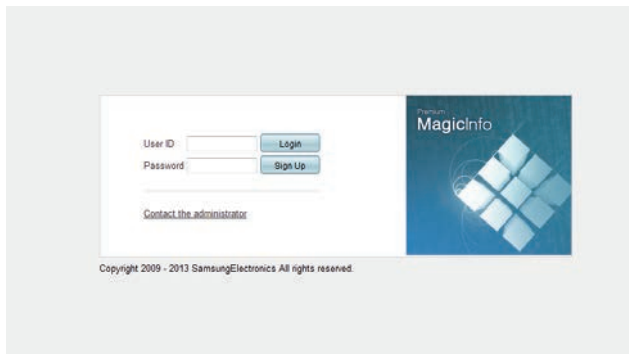 Premium
MagicInfo
User ID
Login
Password
Sign Up
Contact the administrator
Copyright 2009 - 2013 SamsungElectronics All rights reserved.